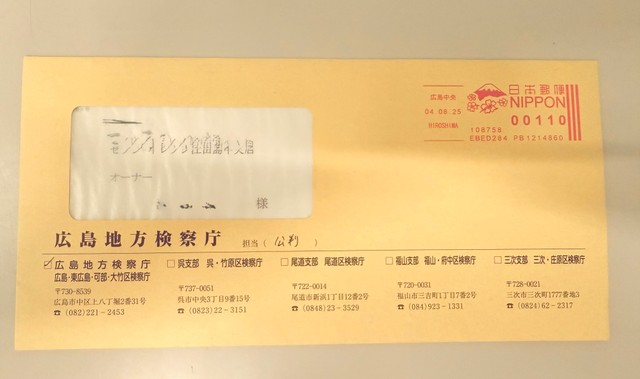 広島中央
04.08.25
HIROSHIMA
日本郵便
NIPPON
00110
108758
EBED284 PB1214860
オーナー
様
広島地方検察庁 担当（公判）
☑広島地方検察庁
広島・東広島・可部・大竹区検察庁
〒730-8539
広島市中区上八丁堀2番31号
☎ (082)221-2453
□呉支部 呉・竹原区検察庁
〒737-0051
呉市中央3丁目9番15号
☎ (0823)22-3151
□尾道支部 尾道区検察庁
〒722-0014
尾道市新浜1丁目12番2号
☎ (0848)23-3529
□福山支部 福山・府中区検察庁
〒720-0031
福山市三吉町1丁目7番2号
☎ (084)923-1331
□三次支部 三次・庄原区検察庁
〒728-0021
三次市三次町1777番地3
☎ (0824)62-2317